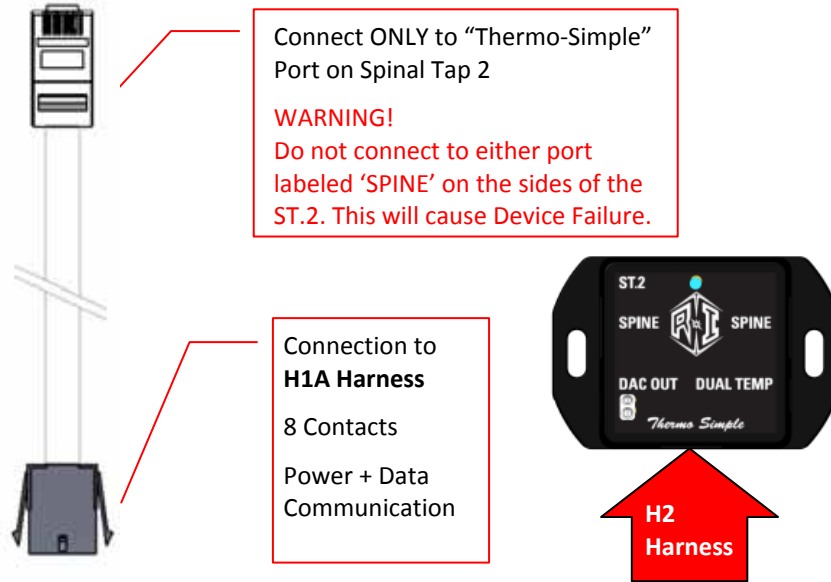 Connect ONLY to “Thermo-Simple”
Port on Spinal Tap 2
WARNING!
Do not connect to either port
labeled ‘SPINE’ on the sides of the
ST.2. This will cause Device Failure.
Connection to
H1A Harness
8 Contacts
Power + Data
Communication
ST.2
SPINE R I SPINE
DAC OUT DUAL TEMP
Thermo Simple
H2
Harness